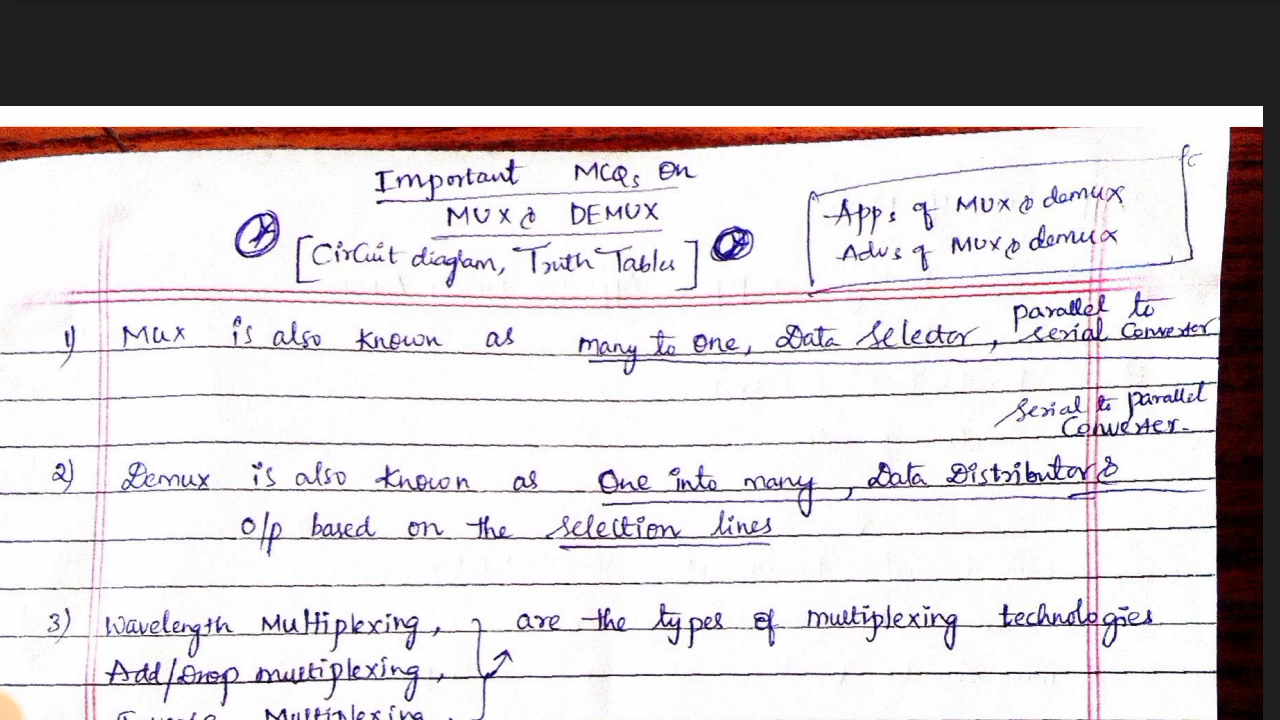 Important MCQs On
MUX & DEMUX
[Circuit diagram, Truth Tables]
Apps of MUX & demux
Advs of MUX & demux
1) Mux is also known as many to one, Data Selector, parallel to serial Converter
serial to parallel
Converter.
2) Demux is also known as One into many, Data Distributor &
o/p based on the selection lines
3) Wavelength Multiplexing, are the types of multiplexing technologies
Add/Drop multiplexing,
Multiplexing,